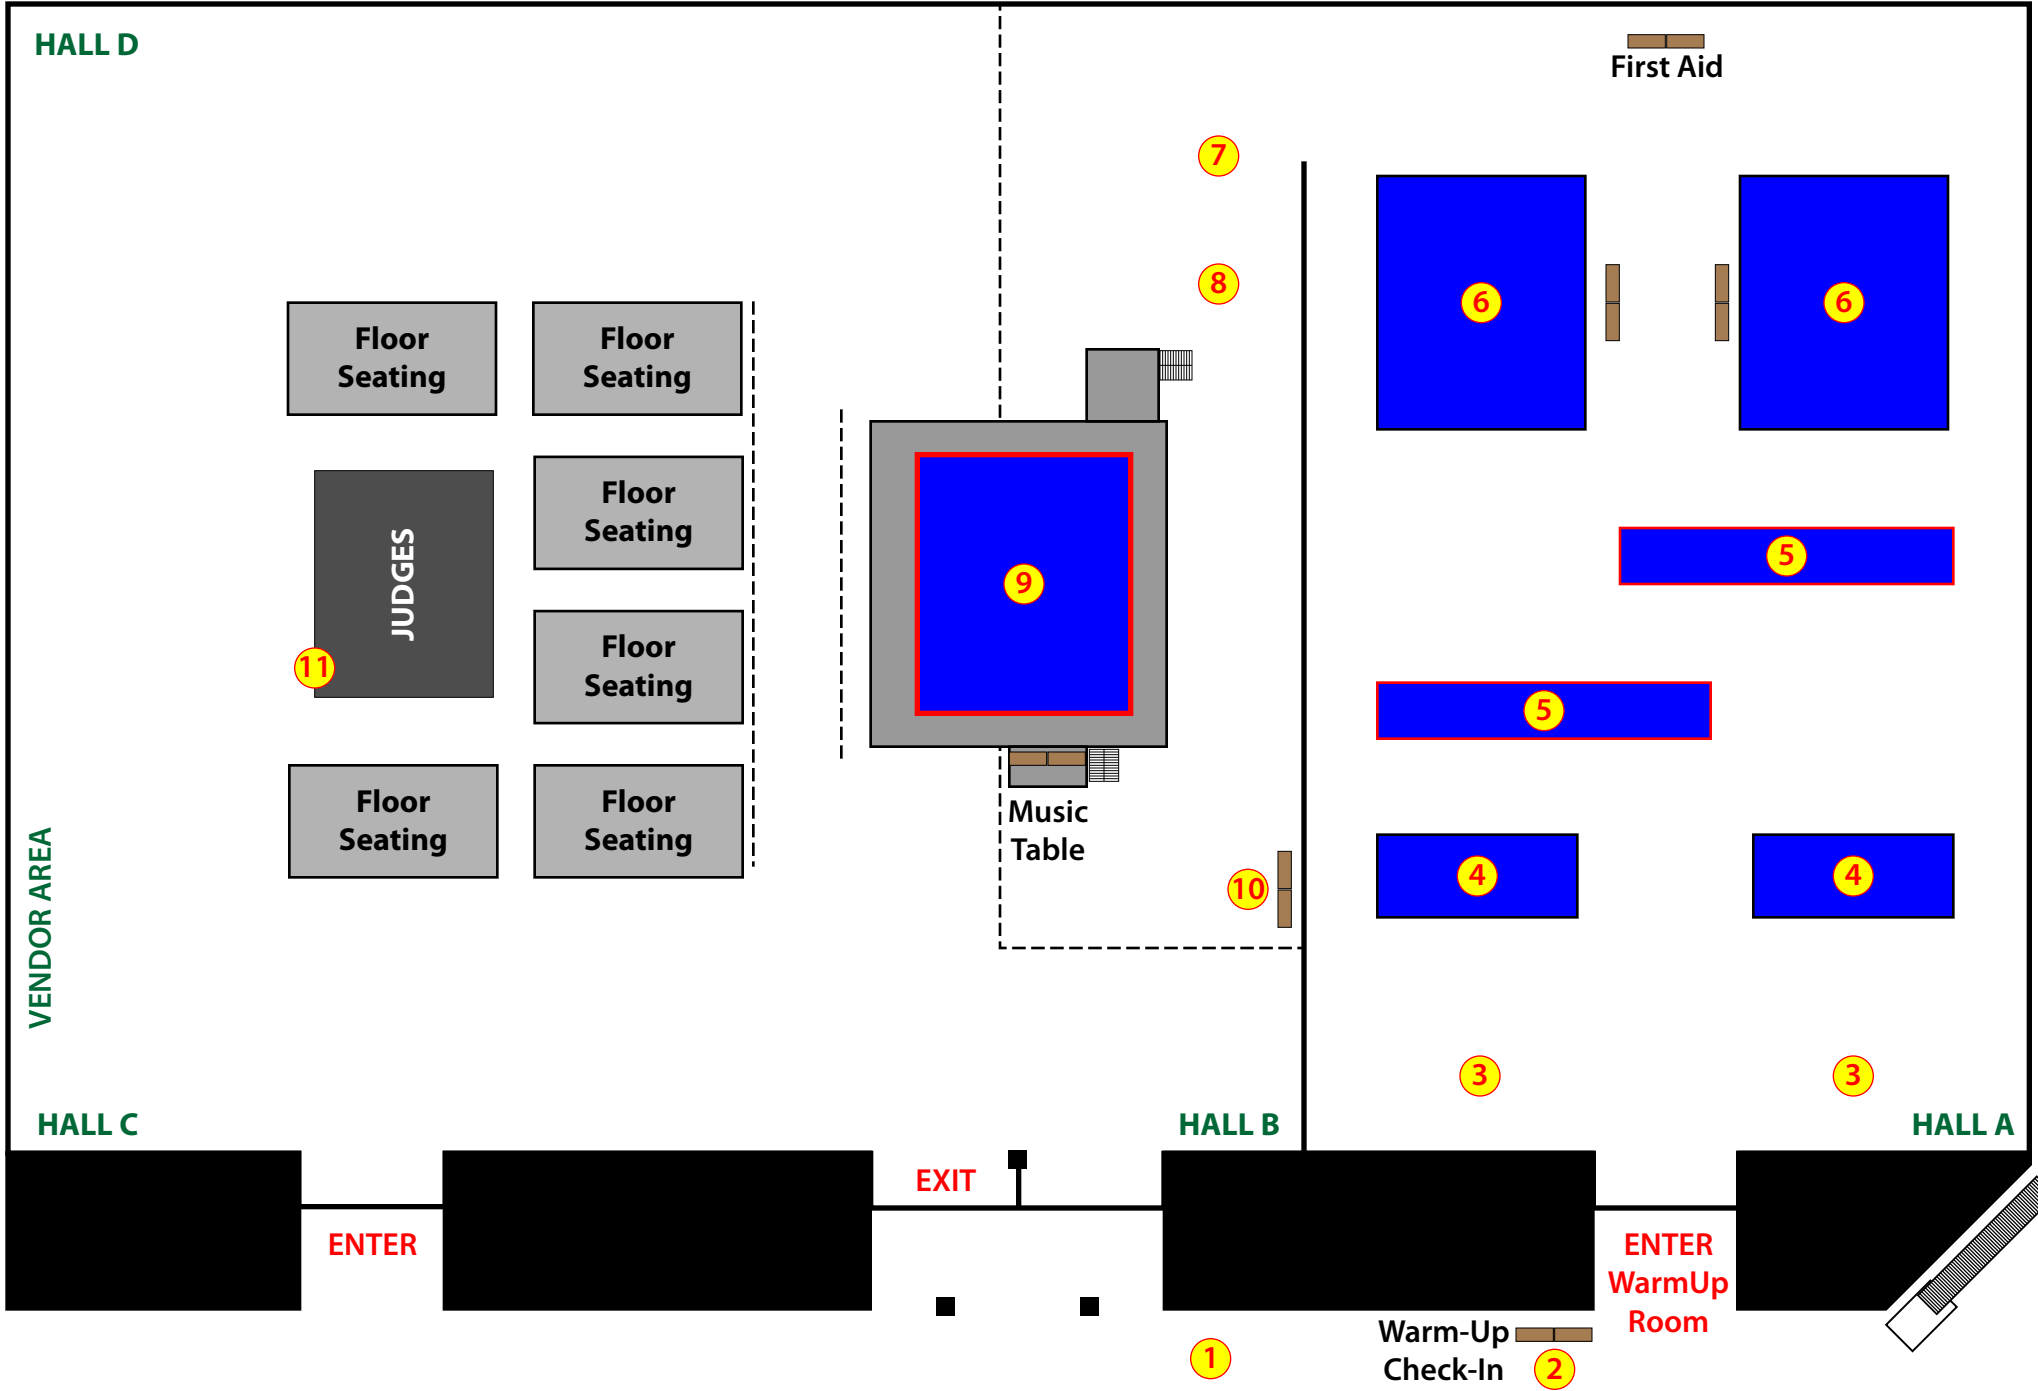 HALL D
First Aid
7
8
6
6
Floor
Seating
Floor
Seating
Floor
Seating
JUDGES
5
9
Floor
Seating
11
5
Floor
Seating
Floor
Seating
Music
Table
VENDOR AREA
10
4
4
3
3
HALL C
HALL B
HALL A
EXIT
ENTER
ENTER
WarmUp
Room
Warm-Up
Check-In
1
2